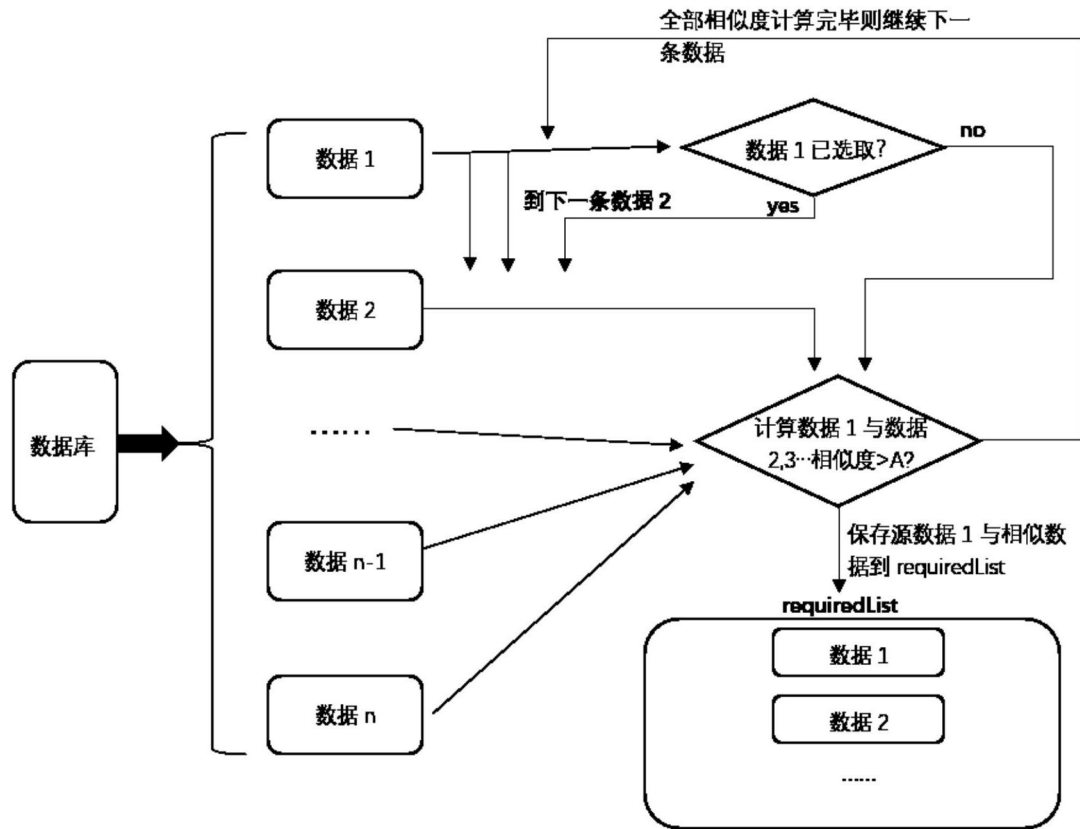 全部相似度计算完毕则继续下一
条数据
数据 1
数据 1 已选取?
no
到下一条数据 2
yes
数据 2
数据库
……
计算数据 1 与数据
2,3…相似度>A?
数据 n-1
保存源数据 1 与相似数
据到 requiredList
requiredList
数据 1
数据 n
数据 2
……